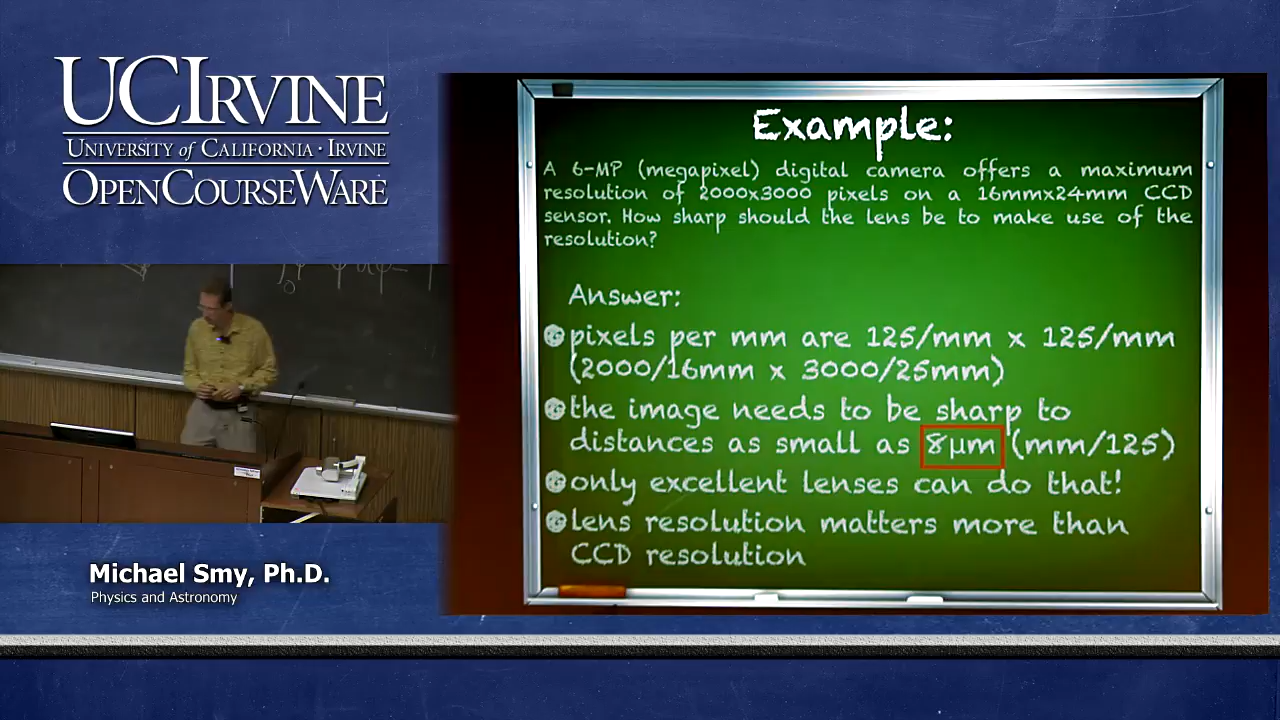 UCIRVINE
UNIVERSITY of CALIFORNIA · IRVINE
OPENCOURSEWARE
Example:
A 6-MP (megapixel) digital camera offers a maximum
resolution of 2000x3000 pixels on a 16mmx24mm CCD
sensor. How sharp should the lens be to make use of the
resolution?
Answer:
pixels per mm are 125/mm x 125/mm
(2000/16mm x 3000/25mm)
the image needs to be sharp to
distances as small as 8μm (mm/125)
only excellent lenses can do that!
lens resolution matters more than
CCD resolution
Michael Smy, Ph.D.
Physics and Astronomy